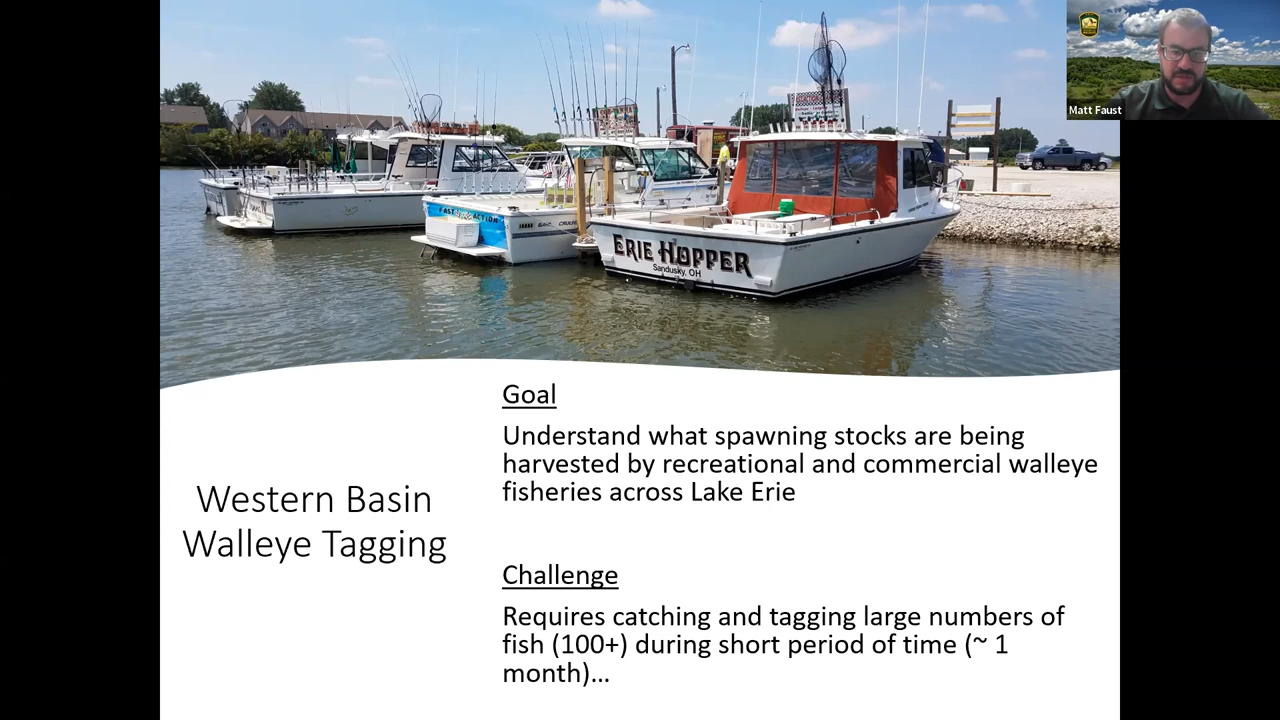 Matt Faust
FAST ACTION
ERIE HOPPER
Sandusky, OH
Western Basin
Walleye Tagging
Goal
Understand what spawning stocks are being
harvested by recreational and commercial walleye
fisheries across Lake Erie
Challenge
Requires catching and tagging large numbers of
fish (100+) during short period of time (~ 1
month)...